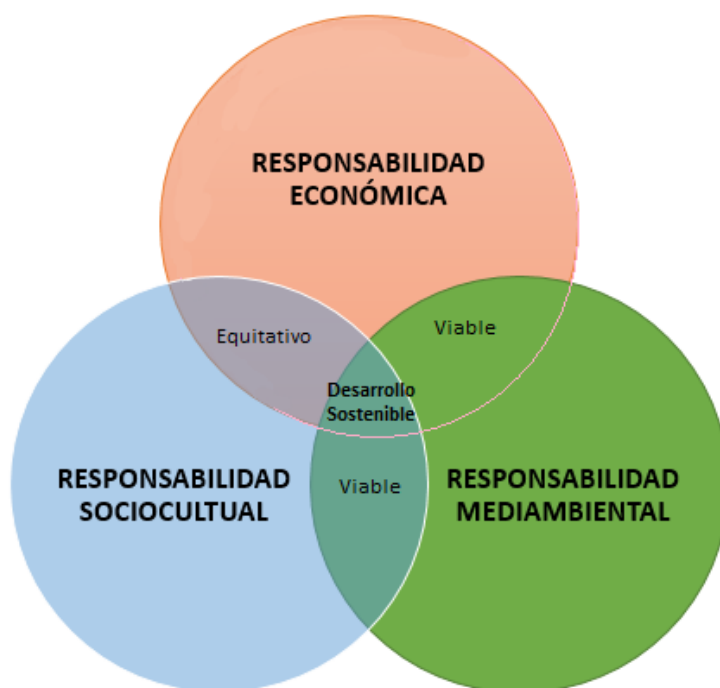 RESPONSABILIDAD
ECONÓMICA
Equitativo
Viable
Desarrollo
Sostenible
RESPONSABILIDAD
SOCIOCULTUAL
Viable
RESPONSABILIDAD
MEDIAMBIENTAL